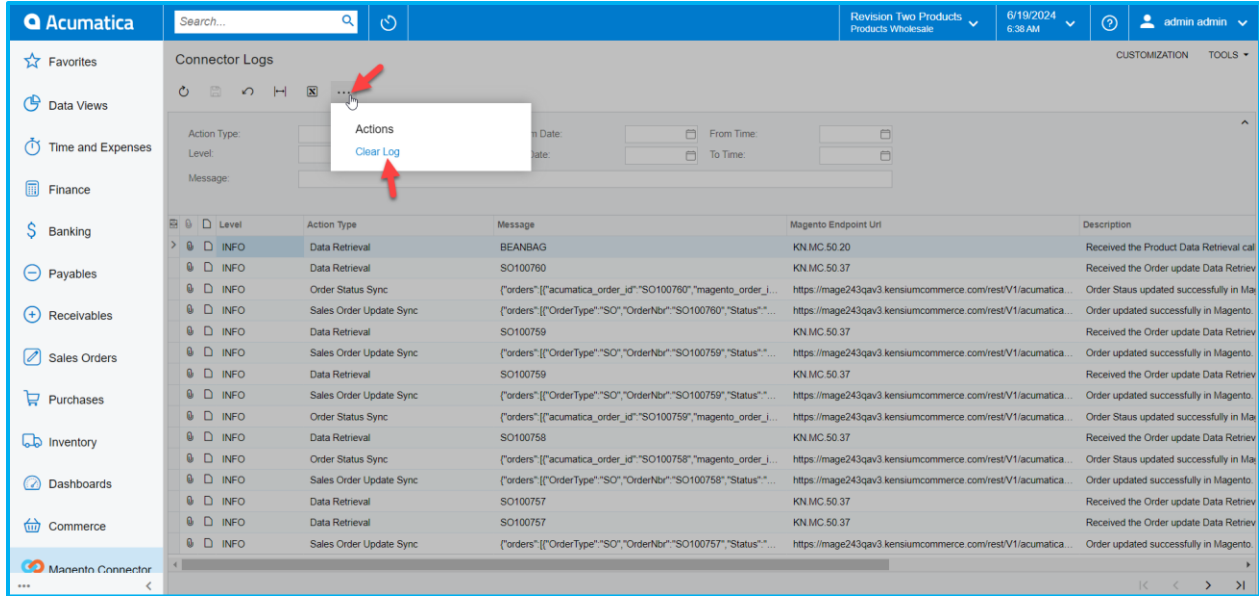 Acumatica
Search...
Revision Two Products
Products Wholesale
6/19/2024
6:38 AM
admin admin
Favorites
Data Views
Time and Expenses
Finance
Banking
Payables
Receivables
Sales Orders
Purchases
Inventory
Dashboards
Commerce
Magento Connector
Connector Logs
CUSTOMIZATION TOOLS
Actions
Clear Log
Action Type: Date: From Time:
Level: Date: To Time:
Message:
Level Action Type Message Magento Endpoint Url Description
INFO Data Retrieval BEANBAG KN.MC.50.20 Received the Product Data Retrieval cal
INFO Data Retrieval SO100760 KN.MC.50.37 Received the Order update Data Retriev
INFO Order Status Sync {"orders":[{"acumatica_order_id":"SO100760","magento_order_i... https://mage243qav3.kensiumcommerce.com/rest/V1/acumatica... Order Staus updated successfully in Ma
INFO Sales Order Update Sync {"orders":[{"OrderType":"SO","OrderNbr":"SO100760","Status":"... https://mage243qav3.kensiumcommerce.com/rest/V1/acumatica... Order updated successfully in Magento.
INFO Data Retrieval SO100759 KN.MC.50.37 Received the Order update Data Retriev
INFO Sales Order Update Sync {"orders":[{"OrderType":"SO","OrderNbr":"SO100759","Status":"... https://mage243qav3.kensiumcommerce.com/rest/V1/acumatica... Order updated successfully in Magento.
INFO Data Retrieval SO100759 KN.MC.50.37 Received the Order update Data Retriev
INFO Sales Order Update Sync {"orders":[{"OrderType":"SO","OrderNbr":"SO100759","Status":"... https://mage243qav3.kensiumcommerce.com/rest/V1/acumatica... Order updated successfully in Magento.
INFO Order Status Sync {"orders":[{"acumatica_order_id":"SO100759","magento_order_i... https://mage243qav3.kensiumcommerce.com/rest/V1/acumatica... Order Staus updated successfully in Ma
INFO Data Retrieval SO100758 KN.MC.50.37 Received the Order update Data Retriev
INFO Order Status Sync {"orders":[{"acumatica_order_id":"SO100758","magento_order_i... https://mage243qav3.kensiumcommerce.com/rest/V1/acumatica... Order Staus updated successfully in Ma
INFO Sales Order Update Sync {"orders":[{"OrderType":"SO","OrderNbr":"SO100758","Status":"... https://mage243qav3.kensiumcommerce.com/rest/V1/acumatica... Order updated successfully in Magento.
INFO Data Retrieval SO100757 KN.MC.50.37 Received the Order update Data Retriev
INFO Data Retrieval SO100757 KN.MC.50.37 Received the Order update Data Retriev
INFO Sales Order Update Sync {"orders":[{"OrderType":"SO","OrderNbr":"SO100757","Status":"... https://mage243qav3.kensiumcommerce.com/rest/V1/acumatica... Order updated successfully in Magento.